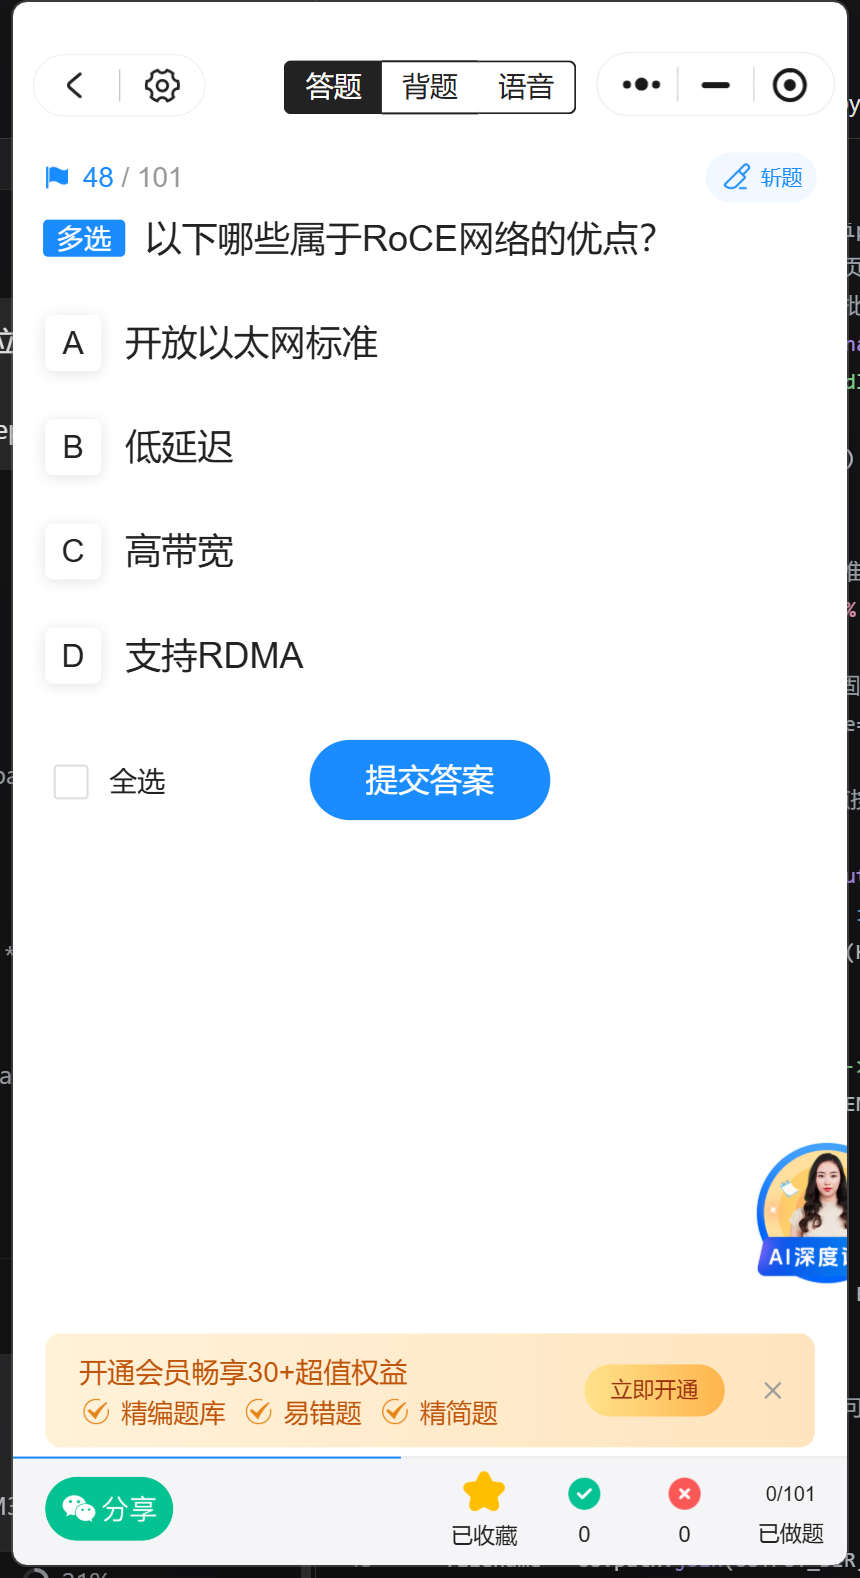 答题 背题 语音
48 / 101 斩题
多选 以下哪些属于RoCE网络的优点?
A 开放以太网标准
B 低延迟
C 高带宽
D 支持RDMA
全选 提交答案
AI深度
开通会员畅享30+超值权益
精编题库 易错题 精简题
立即开通
分享
已收藏
0
0
0/101
已做题